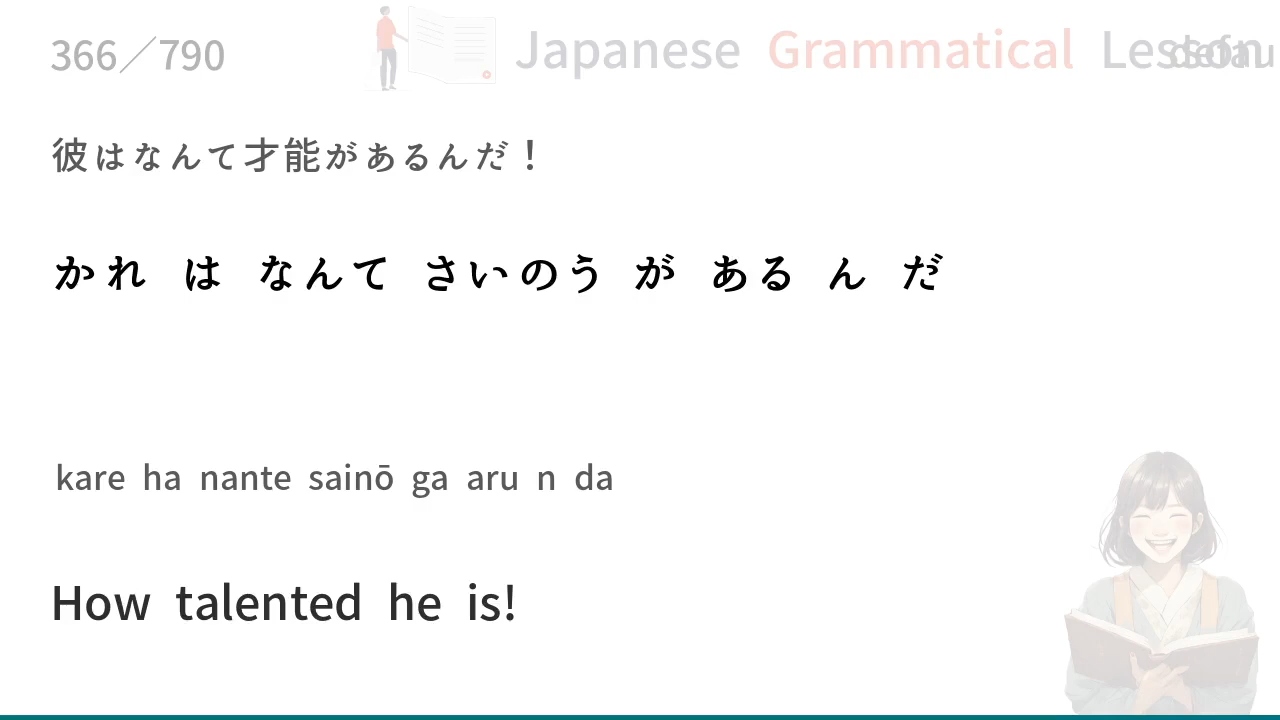 366／790
Japanese Grammatical Lesson
彼はなんて才能があるんだ！
かれ は なんて さいのう が ある ん だ
kare ha nante sainō ga aru n da
How talented he is!